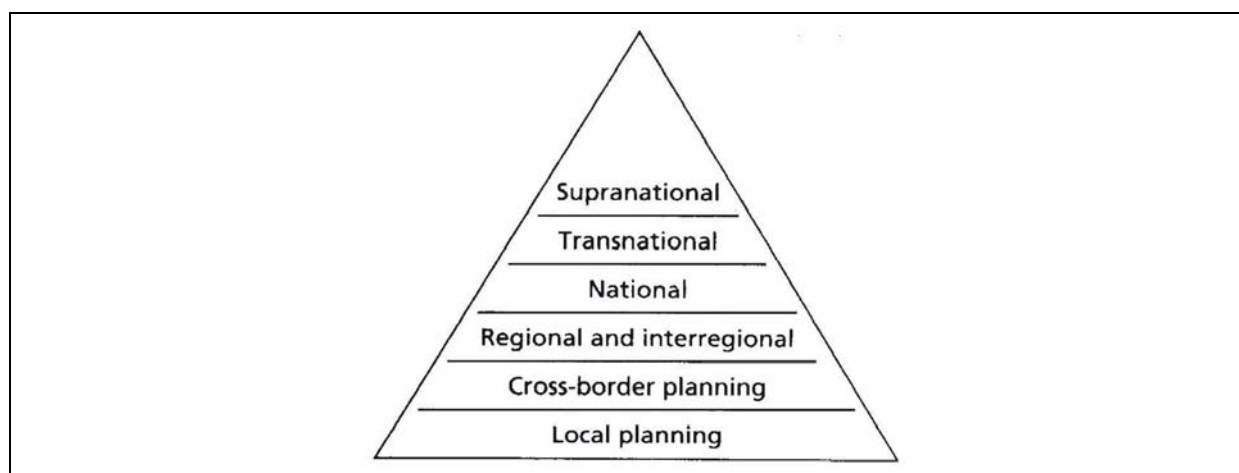 Supranational
Transnational
National
Regional and interregional
Cross-border planning
Local planning